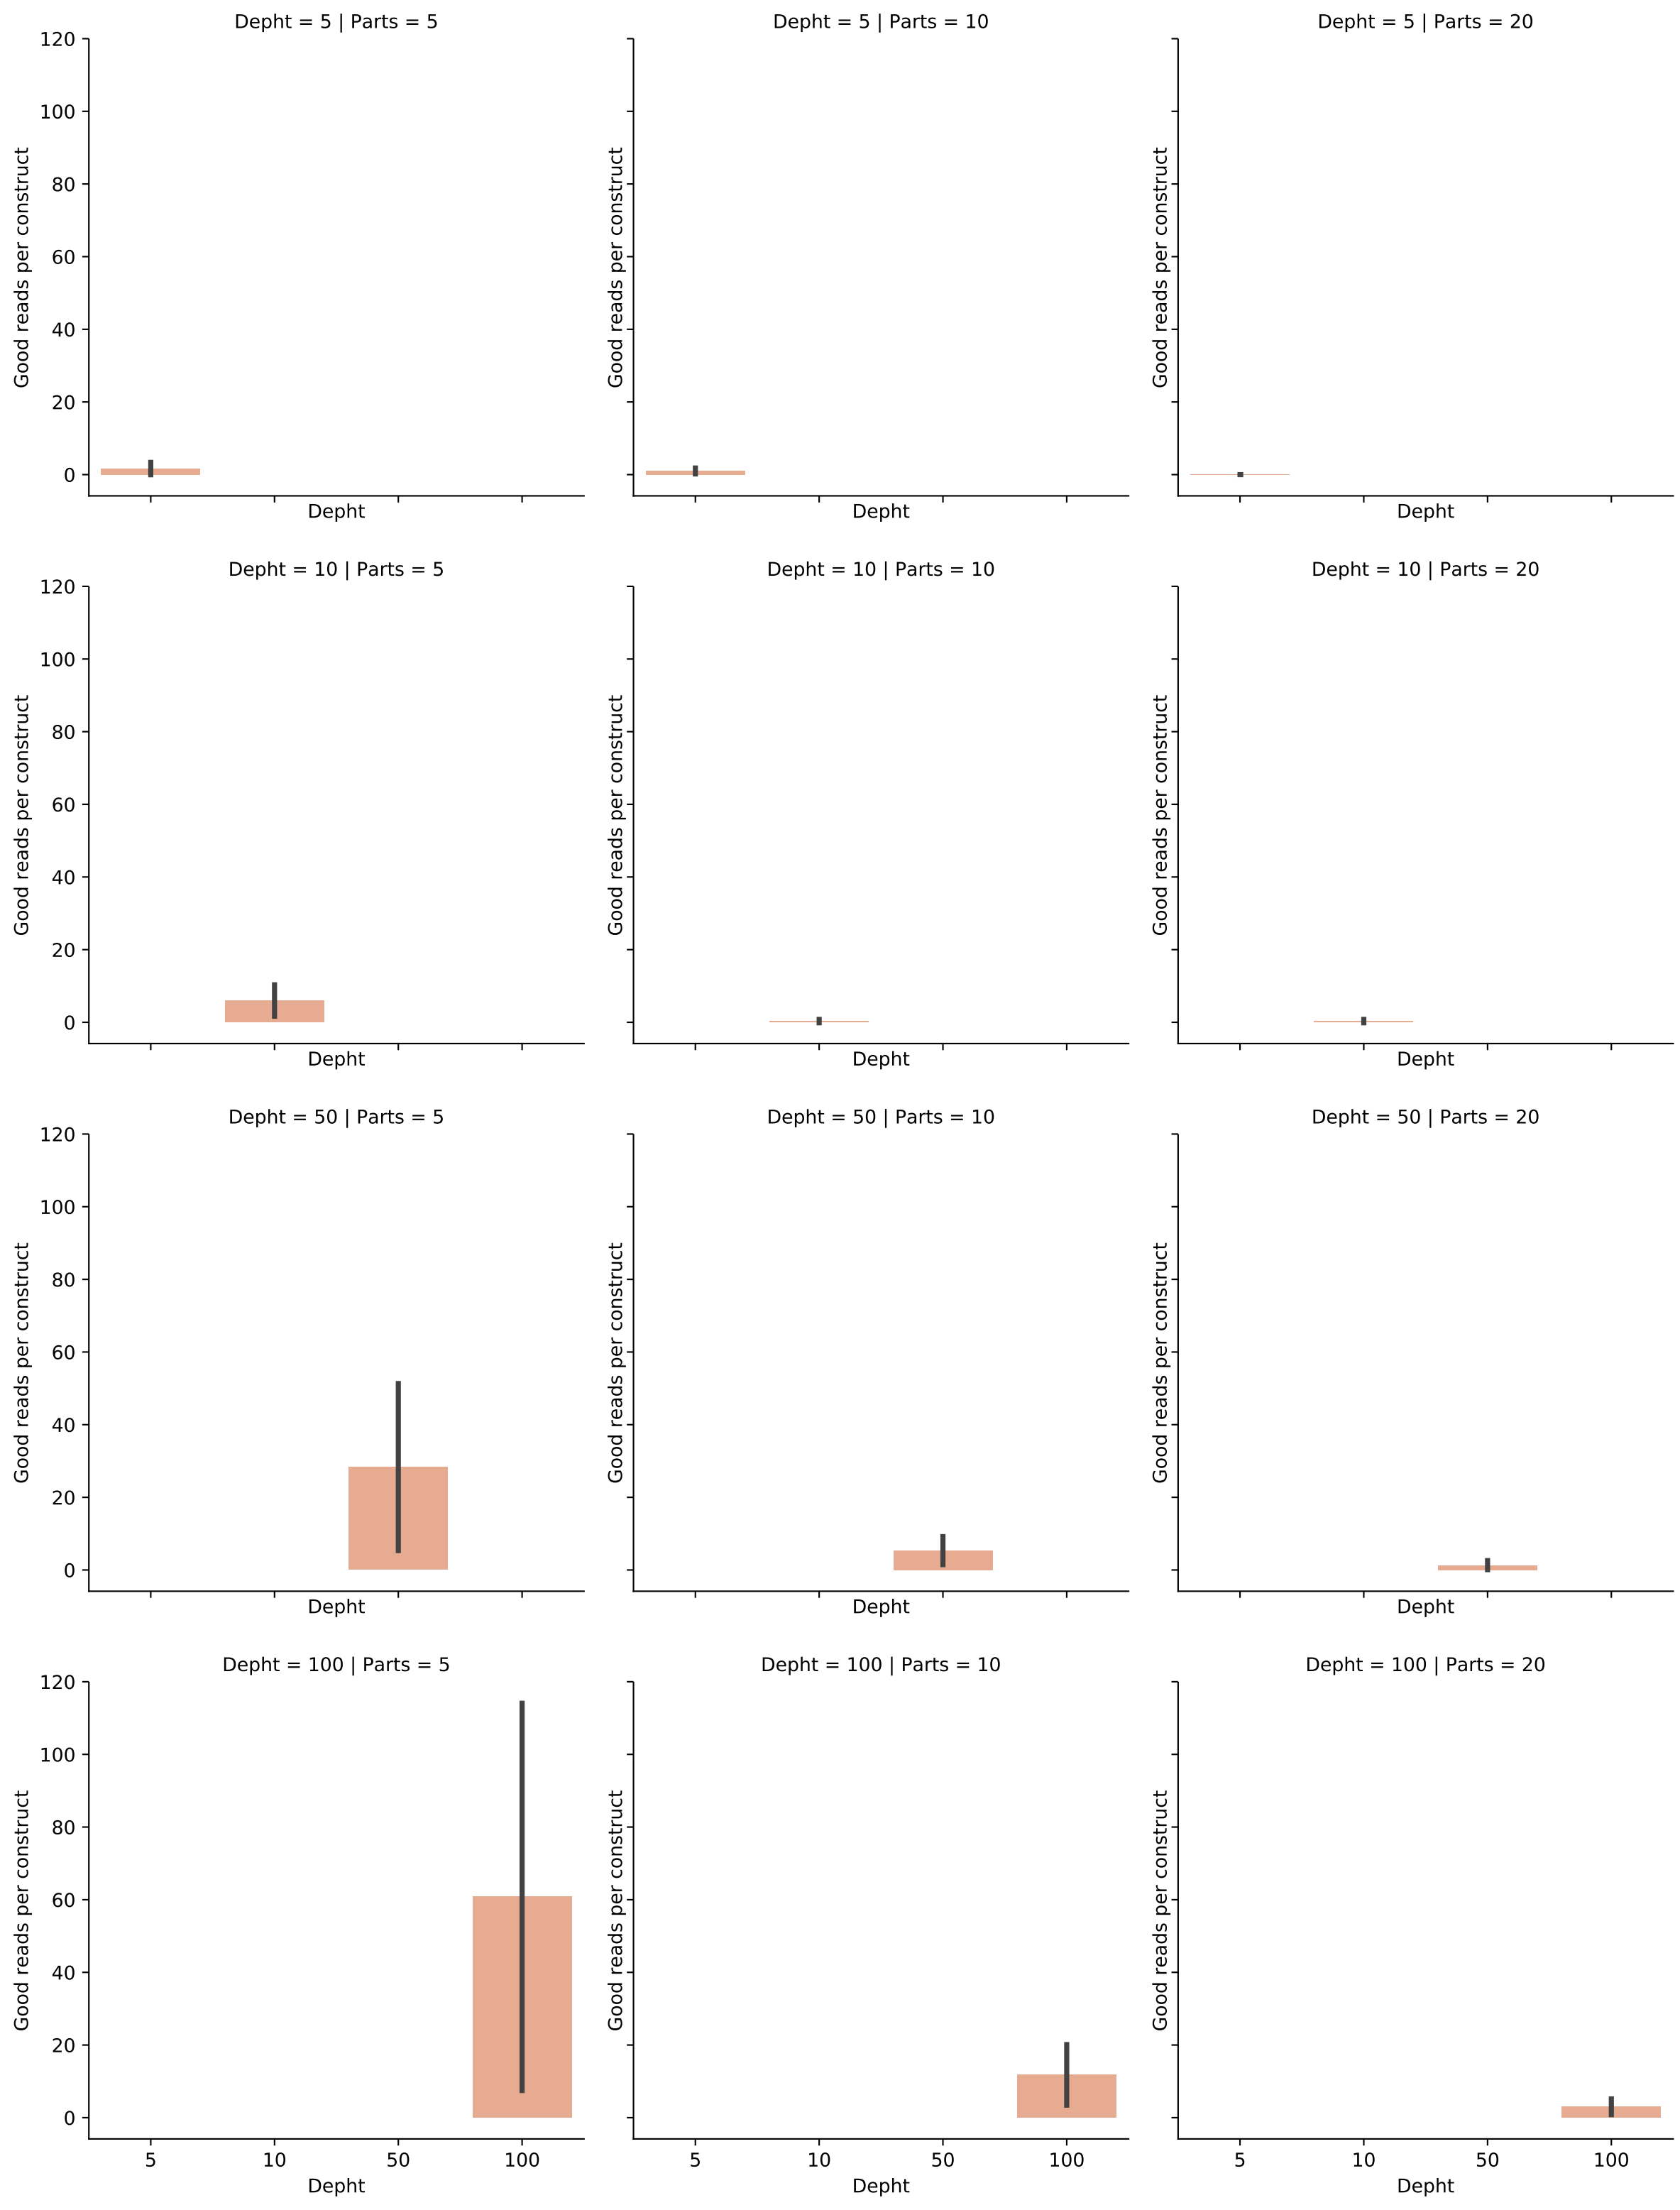 Depht = 5 | Parts = 5
Depht = 5 | Parts = 10
Depht = 5 | Parts = 20
120
100
80
60
40
20
0
Good reads per construct
Good reads per construct
Good reads per construct
Depht
Depht
Depht
Depht = 10 | Parts = 5
Depht = 10 | Parts = 10
Depht = 10 | Parts = 20
120
100
80
60
40
20
0
Good reads per construct
Good reads per construct
Good reads per construct
Depht
Depht
Depht
Depht = 50 | Parts = 5
Depht = 50 | Parts = 10
Depht = 50 | Parts = 20
120
100
80
60
40
20
0
Good reads per construct
Good reads per construct
Good reads per construct
Depht
Depht
Depht
Depht = 100 | Parts = 5
Depht = 100 | Parts = 10
Depht = 100 | Parts = 20
120
100
80
60
40
20
0
Good reads per construct
Good reads per construct
Good reads per construct
5 10 50 100
5 10 50 100
5 10 50 100
Depht
Depht
Depht